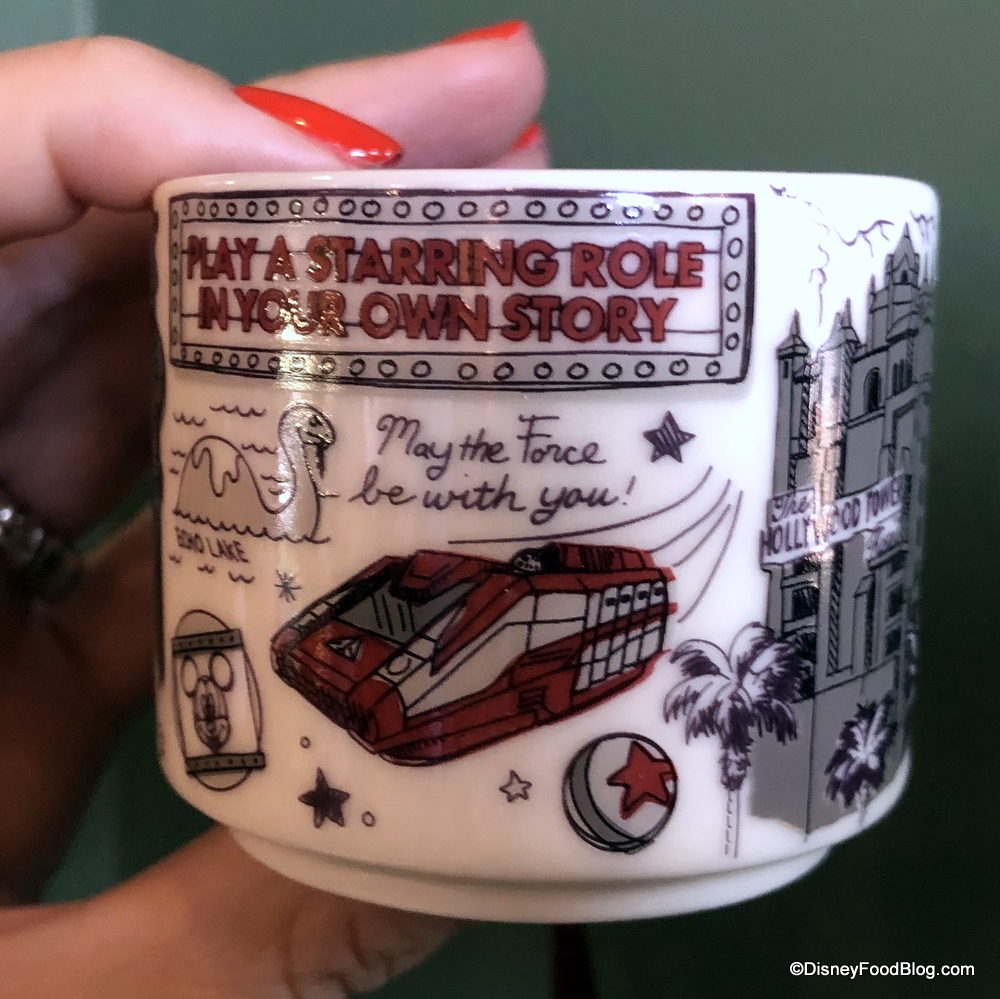 PLAY A STARRING ROLE
IN YOUR OWN STORY
May the Force
be with you!
ECHO LAKE
The
HOLLYWOOD TOWER
Hotel
©DisneyFoodBlog.com